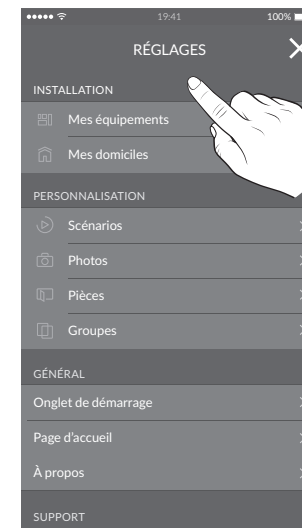 19:41 100%
RÉGLAGES
INSTALLATION
Mes équipements
Mes domiciles
PERSONNALISATION
Scénarios
Photos
Pièces
Groupes
GÉNÉRAL
Onglet de démarrage
Page d'accueil
À propos
SUPPORT